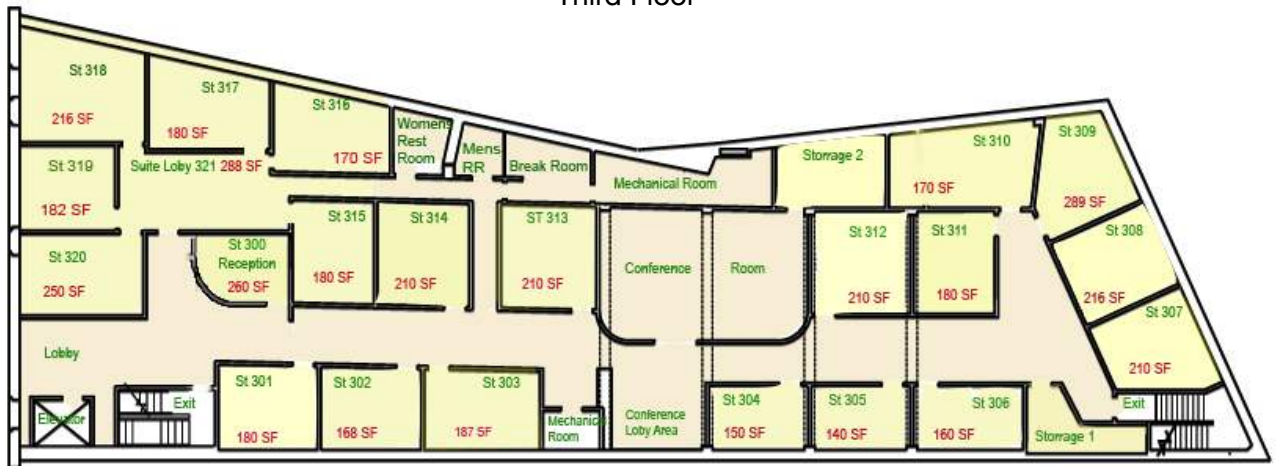 Third Floor
St 318
216 SF
St 317
180 SF
St 316
170 SF
Womens
Rest
Room
Mens
RR
Break Room
Mechanical Room
Storrage 2
St 310
170 SF
St 309
289 SF
St 319
182 SF
Suite Loby 321 288 SF
St 315
180 SF
St 314
210 SF
ST 313
210 SF
Conference Room
St 312
210 SF
St 311
180 SF
St 308
216 SF
St 320
250 SF
St 300
Reception
260 SF
St 307
210 SF
Lobby
Elevator
Exit
St 301
180 SF
St 302
168 SF
St 303
187 SF
Mechanical
Room
Conference
Loby Area
St 304
150 SF
St 305
140 SF
St 306
160 SF
Storrage 1
Exit